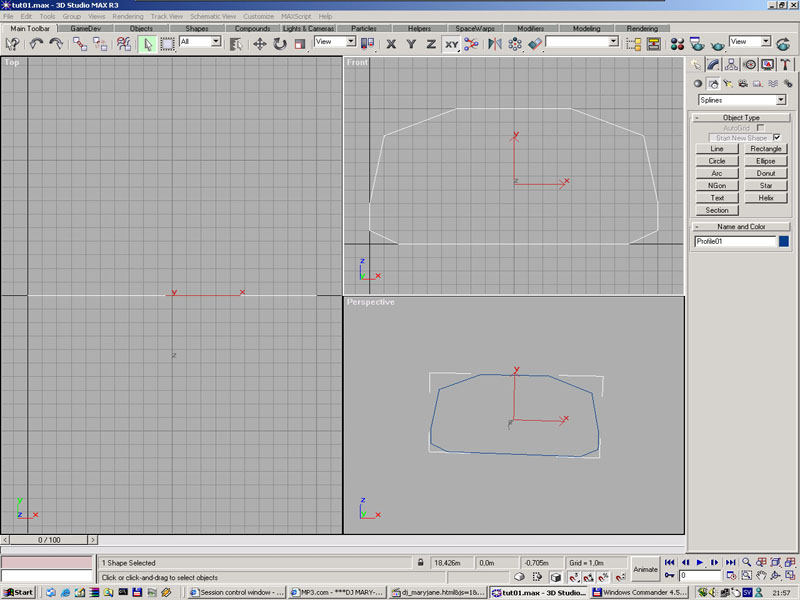 tut01.max - 3D Studio MAX R3
File Edit Tools Group Views Rendering Track View Schematic View Customize MAXScript Help
Main Toolbar GameDev Objects Shapes Compounds Lights & Cameras Particles Helpers SpaceWarps Modifiers Modeling Rendering
All View X Y Z XY View
Top
Front
Splines
- Object Type
AutoGrid
Start New Shape
Line Rectangle
Circle Ellipse
Arc Donut
NGon Star
Text Helix
Section
- Name and Color
Profile01
y
x
z
z
x
y
x
z
Perspective
y
x
z
y
z
x
z
x
< 0 / 100 >
1 Shape Selected
18,426m 0,0m -0,705m Grid = 1,0m
Animate
Click or click-and-drag to select objects
0
Start
Session control window - ...
MP3.com - ***DJ MARY-...
dj_maryjane.html&js=1&...
tut01.max - 3D Studio...
Windows Commander 4.5...
SV
21:57